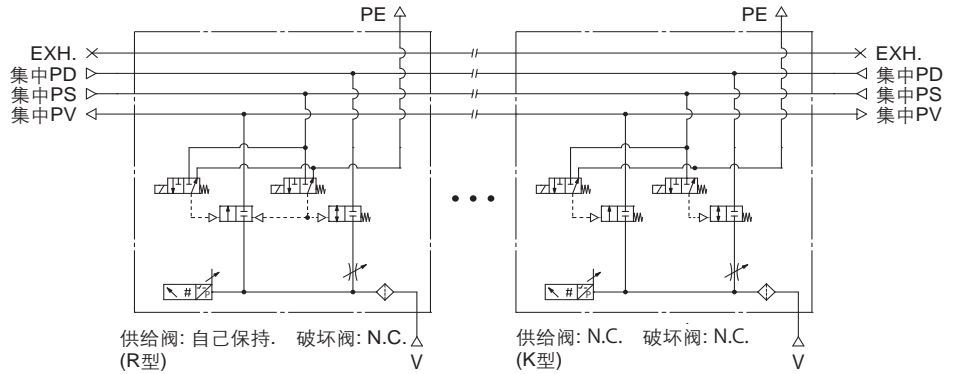 PE PE
EXH. EXH.
集中PD 集中PD
集中PS 集中PS
集中PV 集中PV
# P # P
供给阀: 自己保持. 破坏阀: N.C. 供给阀: N.C. 破坏阀: N.C.
(R型) V (K型) V